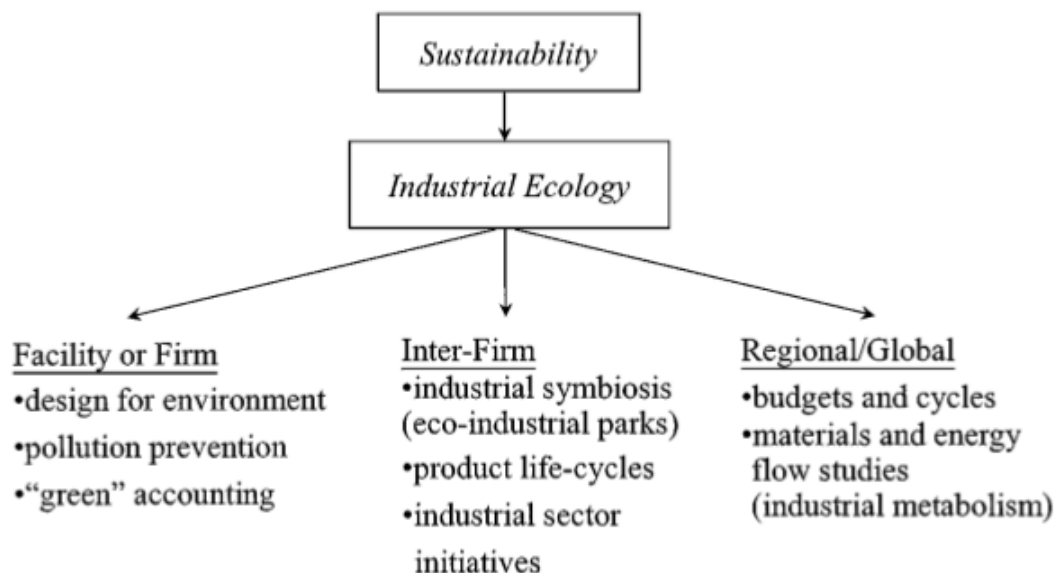 Sustainability
Industrial Ecology
Facility or Firm
•design for environment
•pollution prevention
•“green” accounting
Inter-Firm
•industrial symbiosis
(eco-industrial parks)
•product life-cycles
•industrial sector
initiatives
Regional/Global
•budgets and cycles
•materials and energy
flow studies
(industrial metabolism)